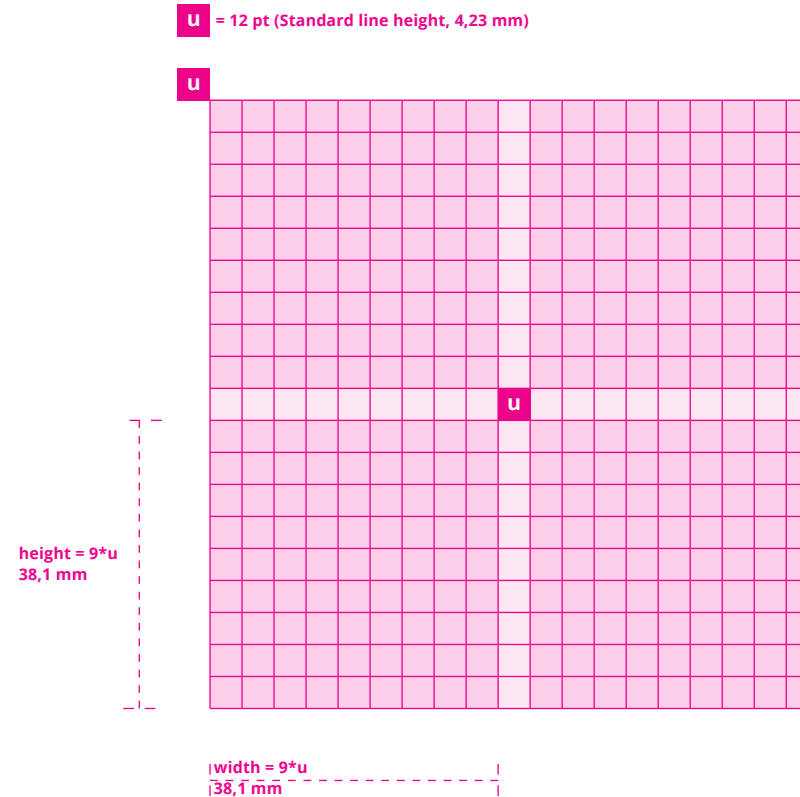 u = 12 pt (Standard line height, 4,23 mm)
u
u
height = 9*u
38,1 mm
width = 9*u
38,1 mm